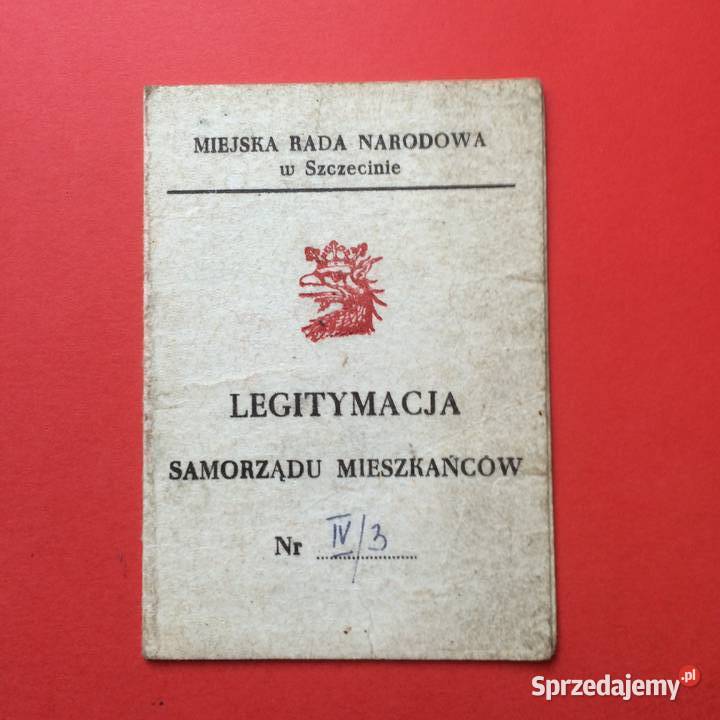 MIEJSKA RADA NARODOWA
w Szczecinie
LEGITYMACJA
SAMORZĄDU MIESZKAŃCÓW
Nr IV/3
Sprzedajemy.pl